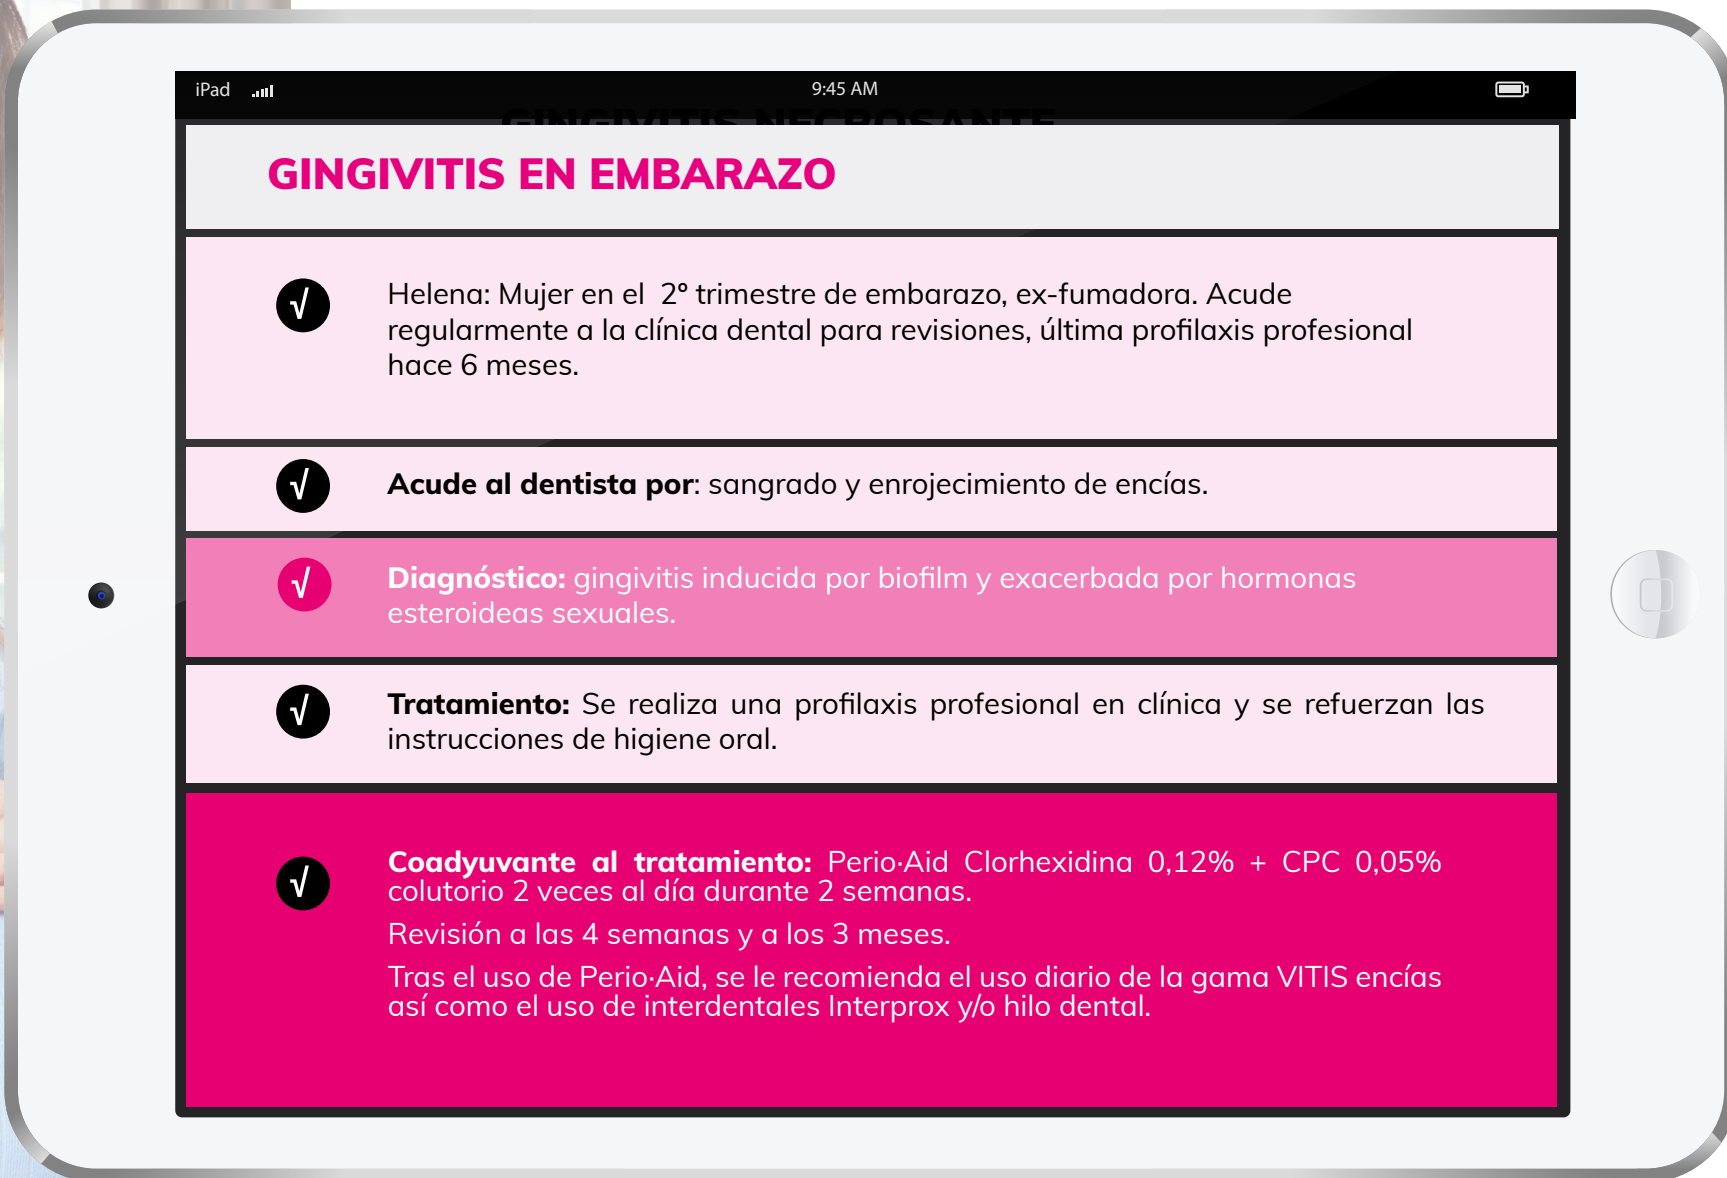 iPad
9:45 AM
GINGIVITIS NECROSANTE
GINGIVITIS EN EMBARAZO
√ Helena: Mujer en el 2º trimestre de embarazo, ex-fumadora. Acude
regularmente a la clínica dental para revisiones, última profilaxis profesional
hace 6 meses.
√ Acude al dentista por: sangrado y enrojecimiento de encías.
√ Diagnóstico: gingivitis inducida por biofilm y exacerbada por hormonas
esteroideas sexuales.
√ Tratamiento: Se realiza una profilaxis profesional en clínica y se refuerzan las
instrucciones de higiene oral.
√ Coadyuvante al tratamiento: Perio·Aid Clorhexidina 0,12% + CPC 0,05%
colutorio 2 veces al día durante 2 semanas.
Revisión a las 4 semanas y a los 3 meses.
Tras el uso de Perio·Aid, se le recomienda el uso diario de la gama VITIS encías
así como el uso de interdentales Interprox y/o hilo dental.